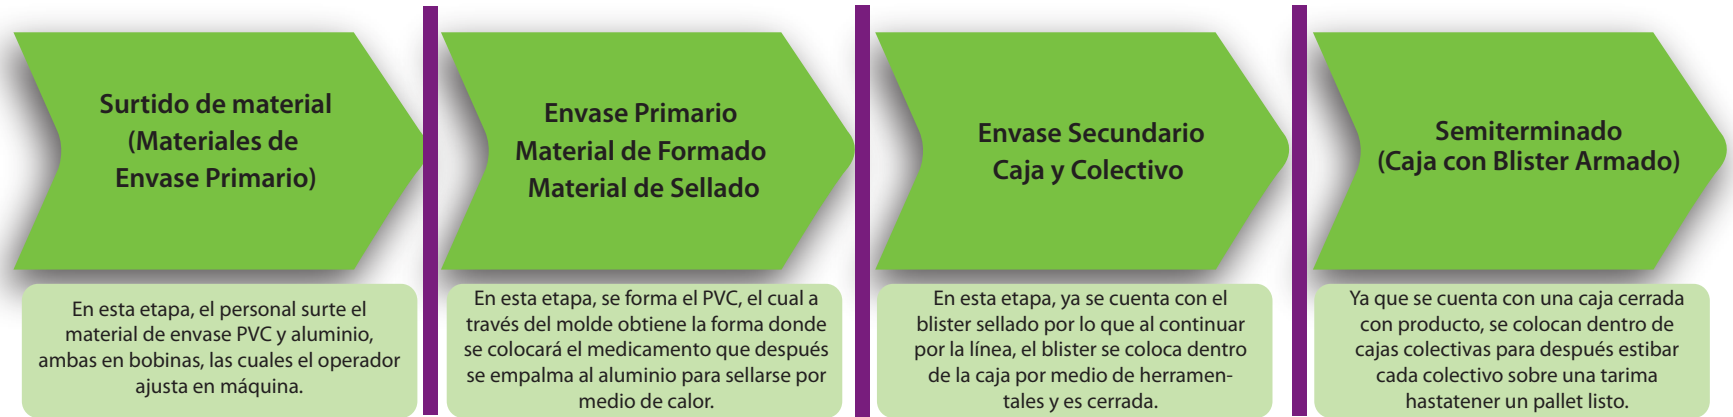 Surtido de material
(Materiales de
Envase Primario)
En esta etapa, el personal surte el
material de envase PVC y aluminio,
ambas en bobinas, las cuales el operador
ajusta en máquina.
Envase Primario
Material de Formado
Material de Sellado
En esta etapa, se forma el PVC, el cual a
través del molde obtiene la forma donde
se colocará el medicamento que después
se empalma al aluminio para sellarse por
medio de calor.
Envase Secundario
Caja y Colectivo
En esta etapa, ya se cuenta con el
blister sellado por lo que al continuar
por la línea, el blister se coloca dentro
de la caja por medio de herramen-
tales y es cerrada.
Semiterminado
(Caja con Blister Armado)
Ya que se cuenta con una caja cerrada
con producto, se colocan dentro de
cajas colectivas para después estibar
cada colectivo sobre una tarima
hastatener un pallet listo.